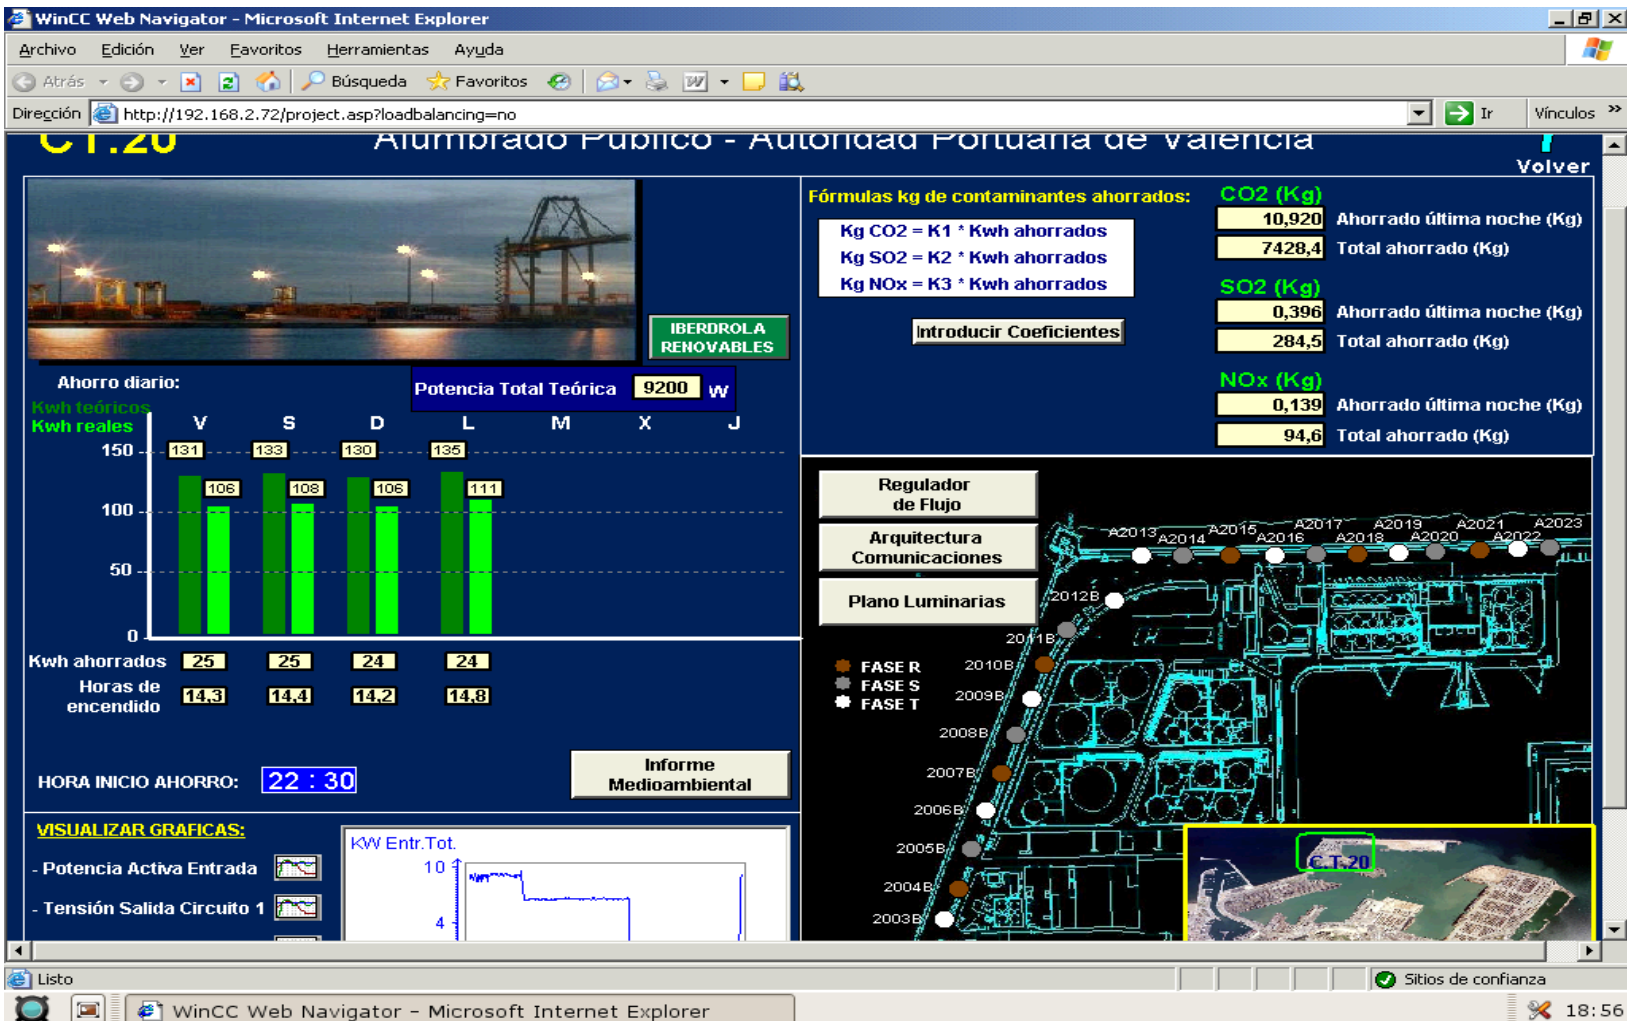 WinCC Web Navigator - Microsoft Internet Explorer
Archivo Edición Ver Favoritos Herramientas Ayuda
Atrás Búsqueda Favoritos
Dirección http://192.168.2.72/project.asp?loadbalancing=no Ir Vínculos »
CT.20 Alumbrado Público - Autoridad Portuaria de Valencia
Volver
IBERDROLA
RENOVABLES
Ahorro diario:
Potencia Total Teórica 9200 W
Kwh teóricos
Kwh reales
V S D L M X J
150
100
50
0
131 133 130 135
106 108 106 111
Kwh ahorrados 25 25 24 24
Horas de
encendido
14,3 14,4 14,2 14,8
HORA INICIO AHORRO: 22 : 30
Informe
Medioambiental
VISUALIZAR GRAFICAS:
- Potencia Activa Entrada
- Tensión Salida Circuito 1
KW Entr.Tot.
10
4
Fórmulas kg de contaminantes ahorrados:
Kg CO2 = K1 * Kwh ahorrados
Kg SO2 = K2 * Kwh ahorrados
Kg NOx = K3 * Kwh ahorrados
Introducir Coeficientes
CO2 (Kg)
10,920 Ahorrado última noche (Kg)
7428,4 Total ahorrado (Kg)
SO2 (Kg)
0,396 Ahorrado última noche (Kg)
284,5 Total ahorrado (Kg)
NOx (Kg)
0,139 Ahorrado última noche (Kg)
94,6 Total ahorrado (Kg)
Regulador
de Flujo
Arquitectura
Comunicaciones
Plano Luminarias
FASE R
FASE S
FASE T
A2013 A2014 A2015 A2016 A2017 A2018 A2019 A2020 A2021 A2022 A2023
2012B
2011B
2010B
2009B
2008B
2007B
2006B
2005B
2004B
2003B
C.T.20
Listo Sitios de confianza
WinCC Web Navigator - Microsoft Internet Explorer 18:56